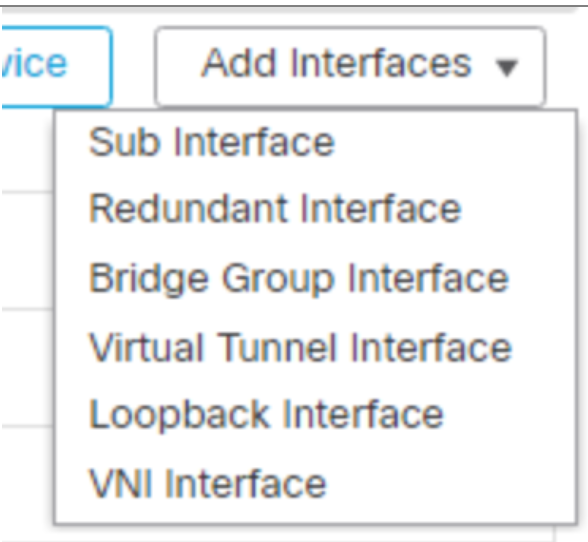 vice
Add Interfaces
Sub Interface
Redundant Interface
Bridge Group Interface
Virtual Tunnel Interface
Loopback Interface
VNI Interface